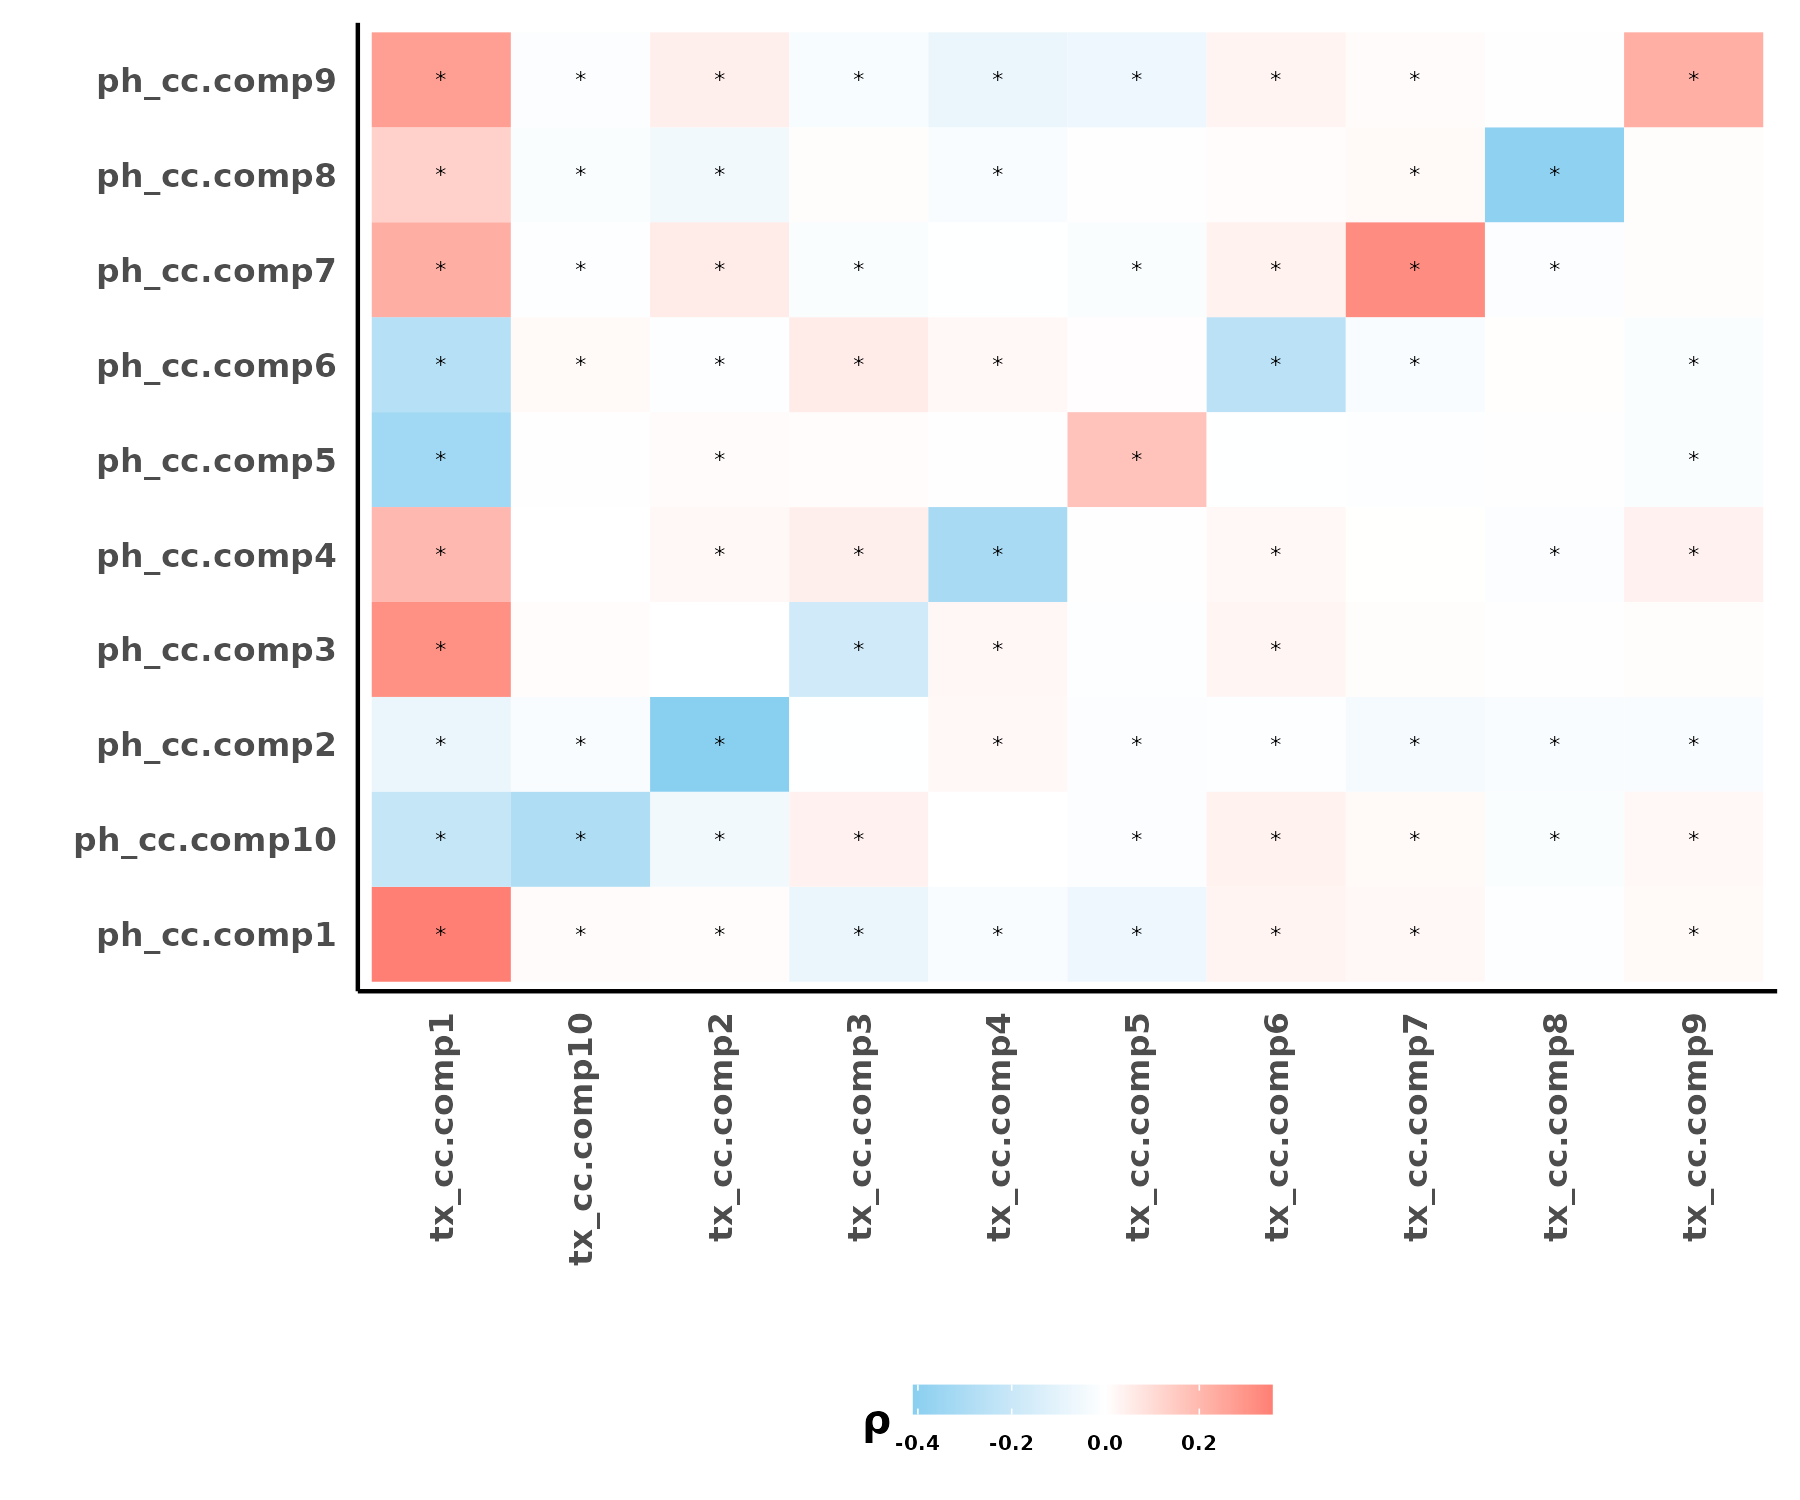 ph_cc.comp9 * * * * * * * * *
ph_cc.comp8 * * * * * *
ph_cc.comp7 * * * * * * * *
ph_cc.comp6 * * * * * * * *
ph_cc.comp5 * * * *
ph_cc.comp4 * * * * * * *
ph_cc.comp3 * * * *
ph_cc.comp2 * * * * * * * * *
ph_cc.comp10 * * * * * * * * *
ph_cc.comp1 * * * * * * * * *
tx_cc.comp1
tx_cc.comp10
tx_cc.comp2
tx_cc.comp3
tx_cc.comp4
tx_cc.comp5
tx_cc.comp6
tx_cc.comp7
tx_cc.comp8
tx_cc.comp9
ρ
-0.4 -0.2 0.0 0.2